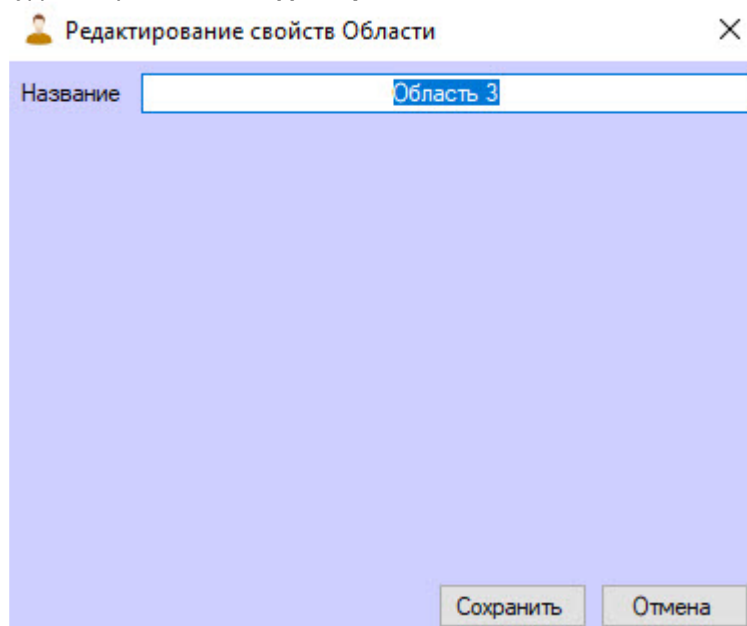 Редактирование свойств Области
Название Область 3
Сохранить Отмена